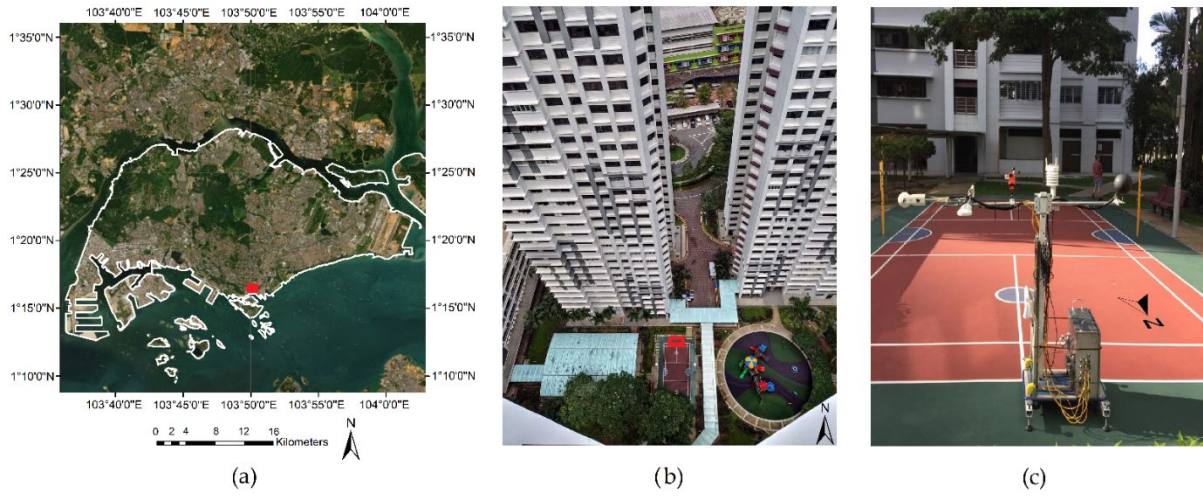 103°40'0"E 103°45'0"E 103°50'0"E 103°55'0"E 104°0'0"E
1°35'0"N 1°35'0"N
1°30'0"N 1°30'0"N
1°25'0"N 1°25'0"N
1°20'0"N 1°20'0"N
1°15'0"N 1°15'0"N
1°10'0"N 1°10'0"N
103°40'0"E 103°45'0"E 103°50'0"E 103°55'0"E 104°0'0"E
0 2 4 8 12 16
Kilometers
N
(a)
N
(b)
N
(c)